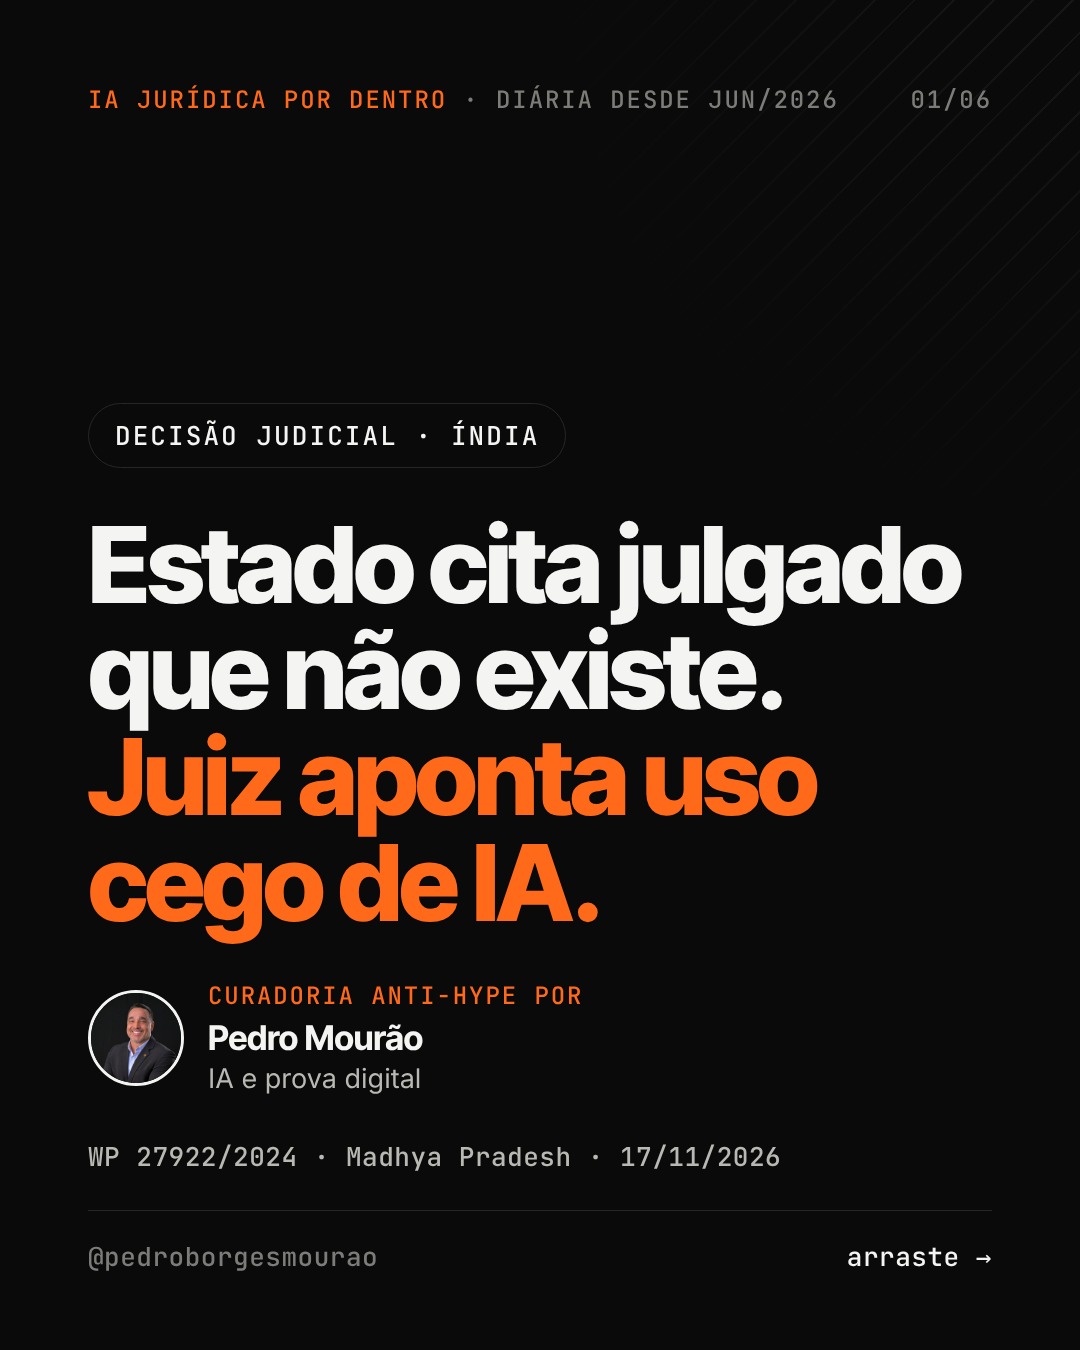 IA JURÍDICA POR DENTRO · DIÁRIA DESDE JUN/2026 01/06
DECISÃO JUDICIAL · ÍNDIA
Estado cita julgado
que não existe.
Juiz aponta uso
cego de IA.
CURADORIA ANTI-HYPE POR
Pedro Mourão
IA e prova digital
WP 27922/2024 · Madhya Pradesh · 17/11/2026
@pedroborgesmourao arraste →